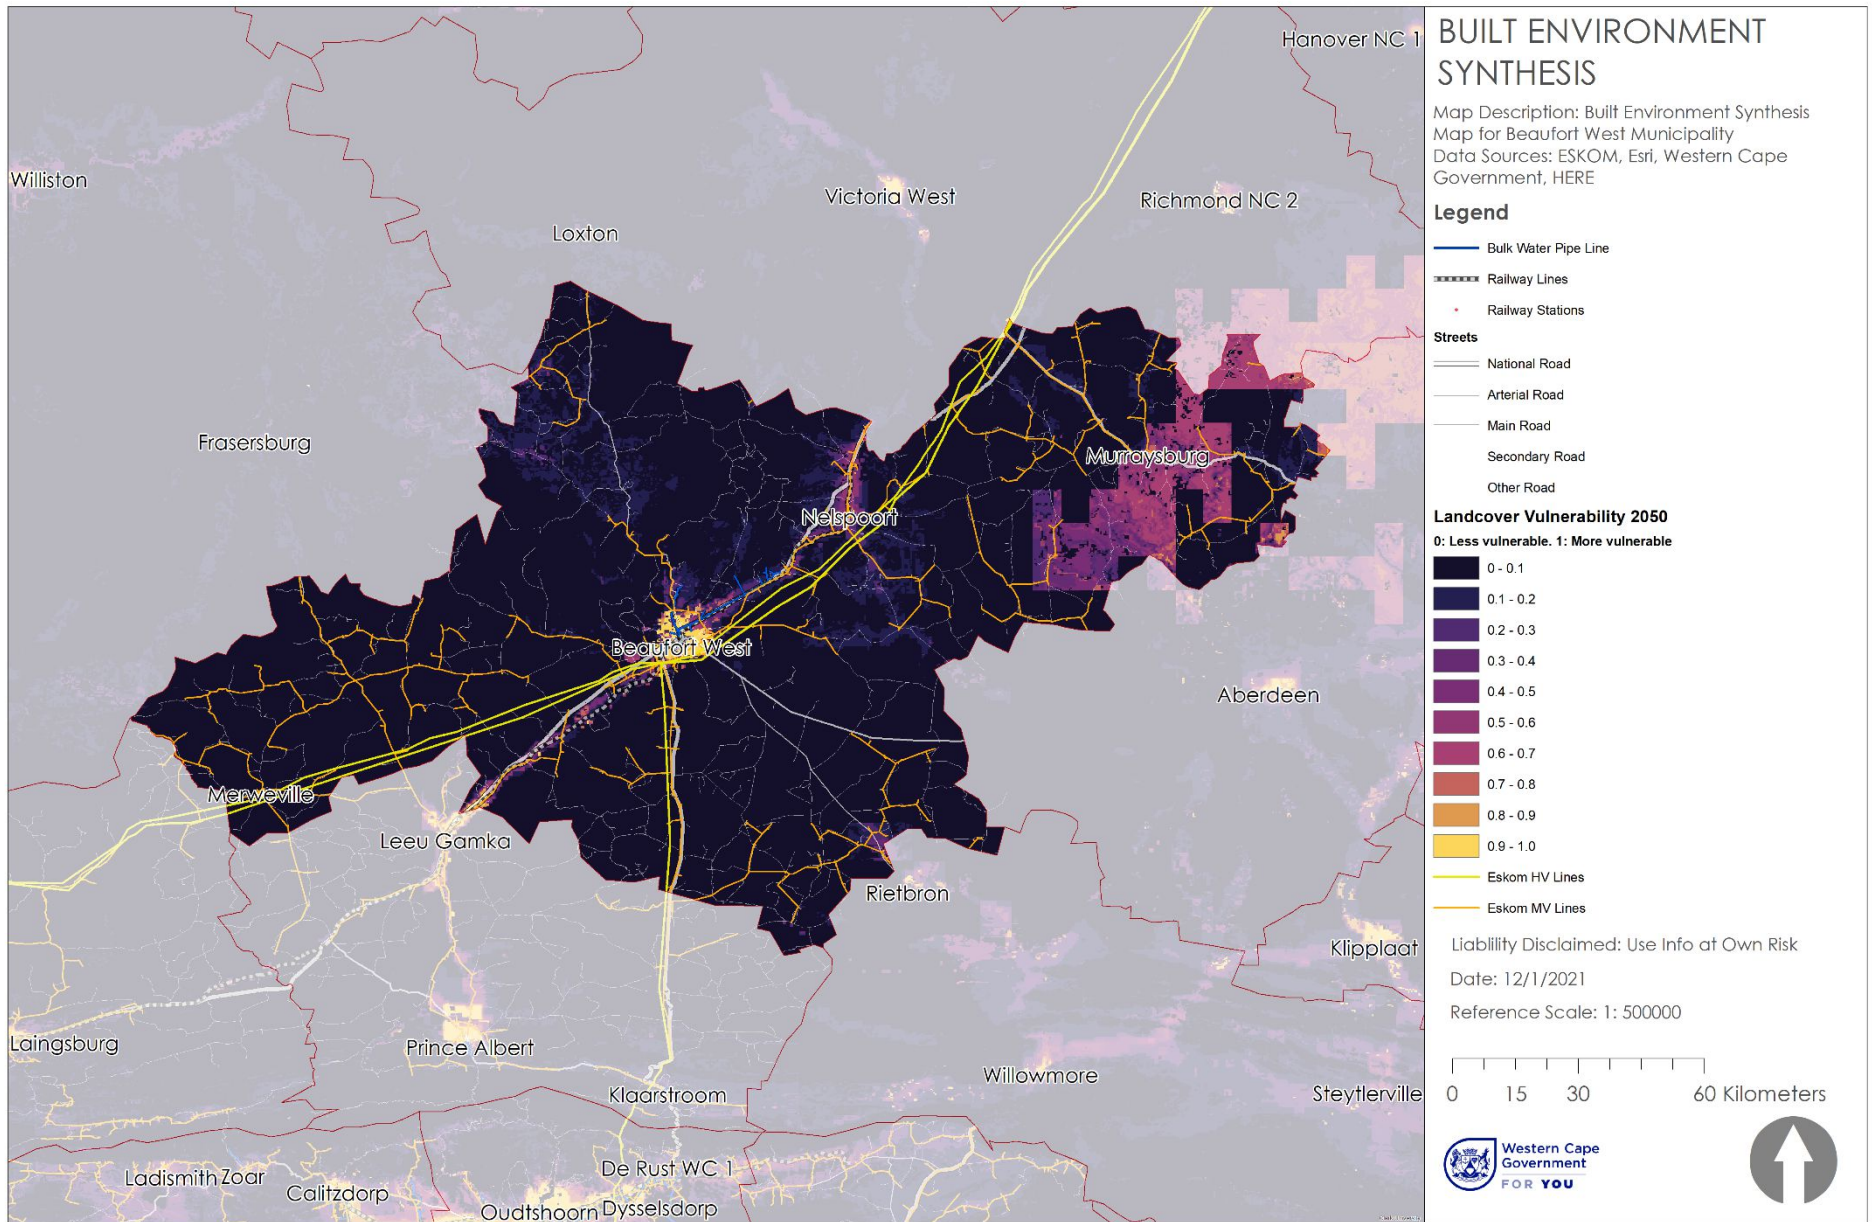 Hanover NC 1
Williston
Victoria West
Richmond NC 2
Loxton
Frasersburg
Murraysburg
Nelspoort
Beaufort West
Aberdeen
Merweville
Leeu Gamka
Rietbron
Klipplaat
Laingsburg
Prince Albert
Willowmore
Klaarstroom
Steytlerville
De Rust WC 1
Ladismith
Zoar
Calitzdorp
Oudtshoorn
Dysselsdorp
BUILT ENVIRONMENT
SYNTHESIS
Map Description: Built Environment Synthesis
Map for Beaufort West Municipality
Data Sources: ESKOM, Esri, Western Cape
Government, HERE
Legend
Bulk Water Pipe Line
Railway Lines
Railway Stations
Streets
National Road
Arterial Road
Main Road
Secondary Road
Other Road
Landcover Vulnerability 2050
0: Less vulnerable. 1: More vulnerable
0 - 0.1
0.1 - 0.2
0.2 - 0.3
0.3 - 0.4
0.4 - 0.5
0.5 - 0.6
0.6 - 0.7
0.7 - 0.8
0.8 - 0.9
0.9 - 1.0
Eskom HV Lines
Eskom MV Lines
Liablility Disclaimed: Use Info at Own Risk
Date: 12/1/2021
Reference Scale: 1: 500000
0 15 30 60 Kilometers
Western Cape
Government
FOR YOU